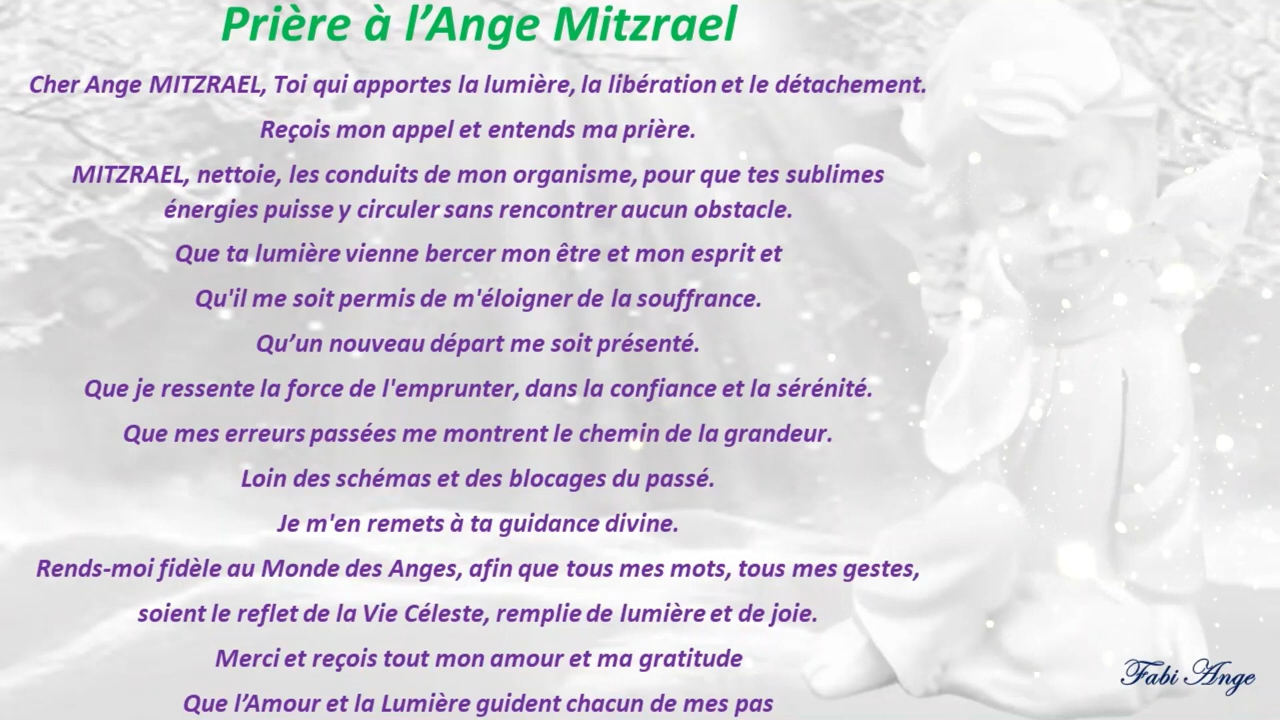 Prière à l’Ange Mitzrael
Cher Ange MITZRAEL, Toi qui apportes la lumière, la libération et le détachement.
Reçois mon appel et entends ma prière.
MITZRAEL, nettoie, les conduits de mon organisme, pour que tes sublimes
énergies puisse y circuler sans rencontrer aucun obstacle.
Que ta lumière vienne bercer mon être et mon esprit et
Qu'il me soit permis de m'éloigner de la souffrance.
Qu’un nouveau départ me soit présenté.
Que je ressente la force de l'emprunter, dans la confiance et la sérénité.
Que mes erreurs passées me montrent le chemin de la grandeur.
Loin des schémas et des blocages du passé.
Je m'en remets à ta guidance divine.
Rends-moi fidèle au Monde des Anges, afin que tous mes mots, tous mes gestes,
soient le reflet de la Vie Céleste, remplie de lumière et de joie.
Merci et reçois tout mon amour et ma gratitude
Que l’Amour et la Lumière guident chacun de mes pas
Fabi Ange